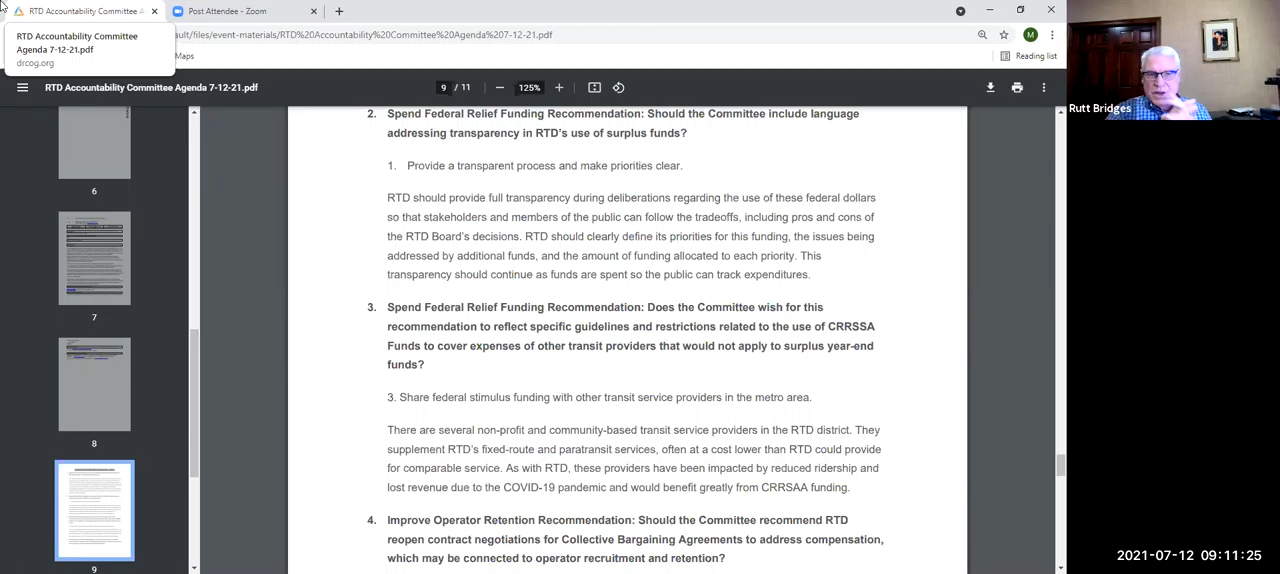 RTD Accountability Committee A
Post Attendee - Zoom
RTD Accountability Committee
Agenda 7-12-21.pdf
drcog.org
ault/files/event-materials/RTD%20Accountability%20Committee%20Agenda%207-12-21.pdf
M
Maps
Reading list
RTD Accountability Committee Agenda 7-12-21.pdf
9 / 11
125%
Rutt Bridges
2. Spend Federal Relief Funding Recommendation: Should the Committee include language
addressing transparency in RTD's use of surplus funds?
1. Provide a transparent process and make priorities clear.
RTD should provide full transparency during deliberations regarding the use of these federal dollars
so that stakeholders and members of the public can follow the tradeoffs, including pros and cons of
the RTD Board's decisions. RTD should clearly define its priorities for this funding, the issues being
addressed by additional funds, and the amount of funding allocated to each priority. This
transparency should continue as funds are spent so the public can track expenditures.
3. Spend Federal Relief Funding Recommendation: Does the Committee wish for this
recommendation to reflect specific guidelines and restrictions related to the use of CRRSSA
Funds to cover expenses of other transit providers that would not apply to surplus year-end
funds?
3. Share federal stimulus funding with other transit service providers in the metro area.
There are several non-profit and community-based transit service providers in the RTD district. They
supplement RTD's fixed-route and paratransit services, often at a cost lower than RTD could provide
for comparable service. As with RTD, these providers have been impacted by reduced ridership and
lost revenue due to the COVID-19 pandemic and would benefit greatly from CRRSAA funding.
4. Improve Operator Retention Recommendation: Should the Committee recommend RTD
reopen contract negotiations for Collective Bargaining Agreements to address compensation,
which may be connected to operator recruitment and retention?
6
7
8
9
2021-07-12 09:11:25